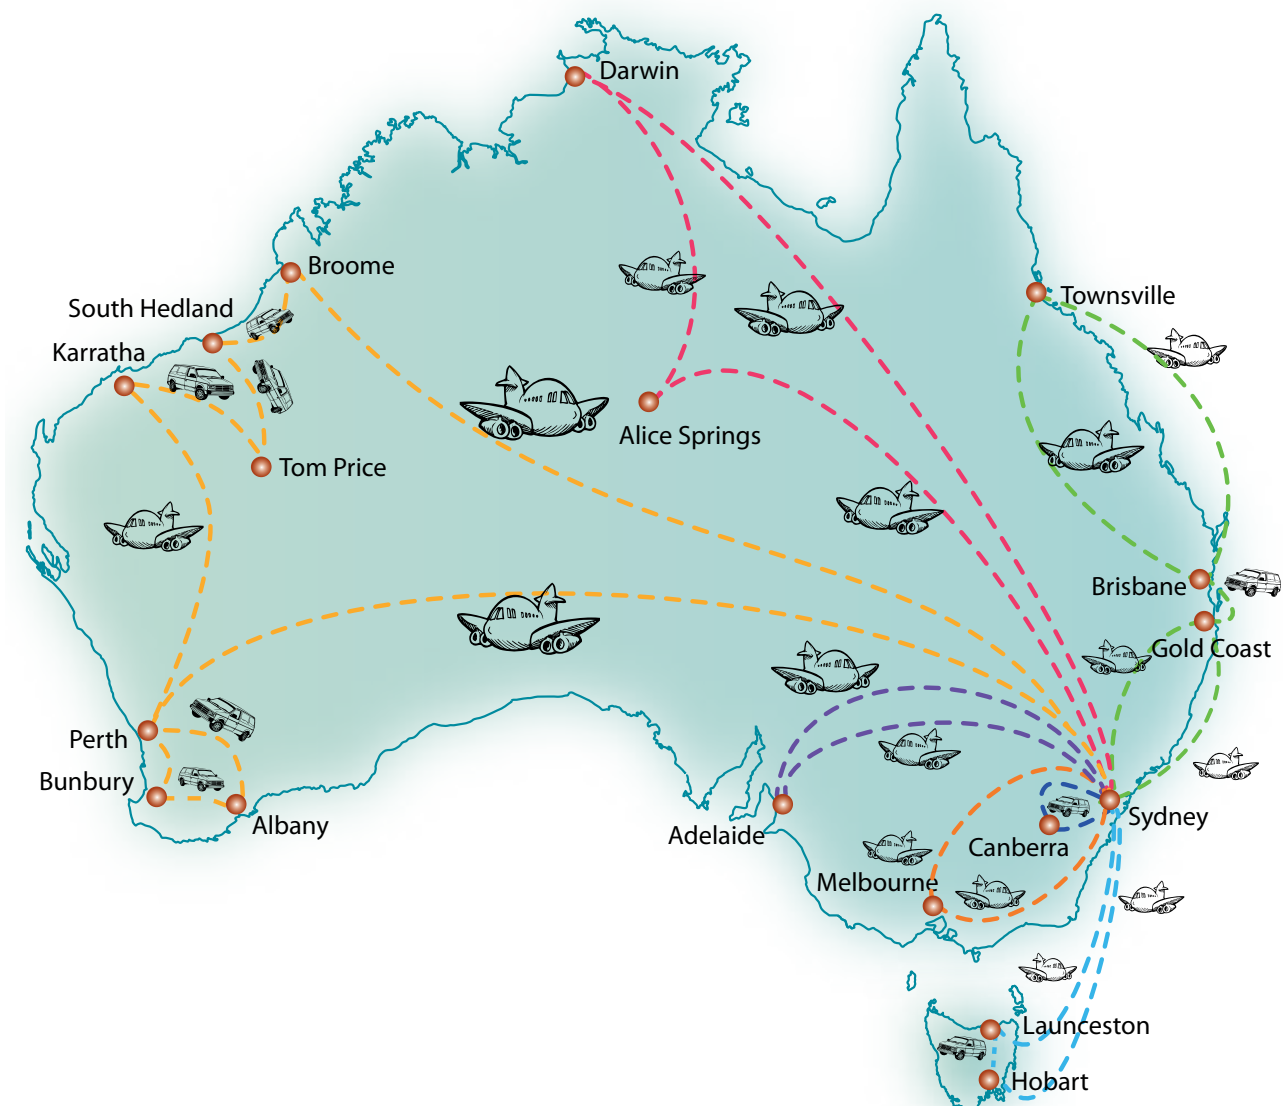 Darwin
Broome
South Hedland
Townsville
Karratha
Alice Springs
Tom Price
Brisbane
Gold Coast
Perth
Bunbury
Albany
Adelaide
Sydney
Canberra
Melbourne
Launceston
Hobart